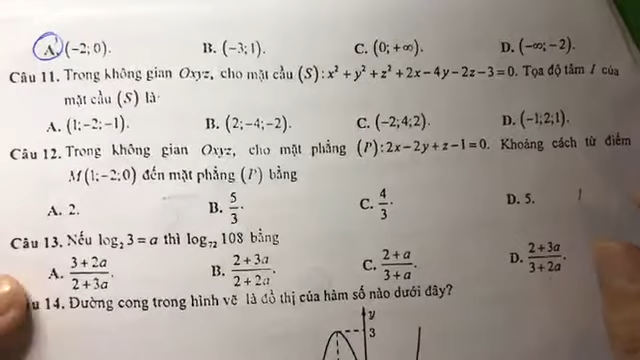 A. (-2;0). B. (-3;1). C. (0;+∞). D. (-∞;-2).
Câu 11. Trong không gian Oxyz, cho mặt cầu (S): x² + y² + z² + 2x - 4y - 2z - 3 = 0. Tọa độ tâm I của
mặt cầu (S) là
A. (1;-2;-1). B. (2;-4;-2). C. (-2;4;2). D. (-1;2;1).
Câu 12. Trong không gian Oxyz, cho mặt phẳng (P): 2x - 2y + z - 1 = 0. Khoảng cách từ điểm
M(1;-2;0) đến mặt phẳng (P) bằng
A. 2. B. 5/3. C. 4/3. D. 5.
Câu 13. Nếu log₂ 3 = a thì log₇₂ 108 bằng
A. (3+2a)/(2+3a). B. (2+3a)/(2+2a). C. (2+a)/(3+a). D. (2+3a)/(3+2a).
u 14. Đường cong trong hình vẽ là đồ thị của hàm số nào dưới đây?
y
3